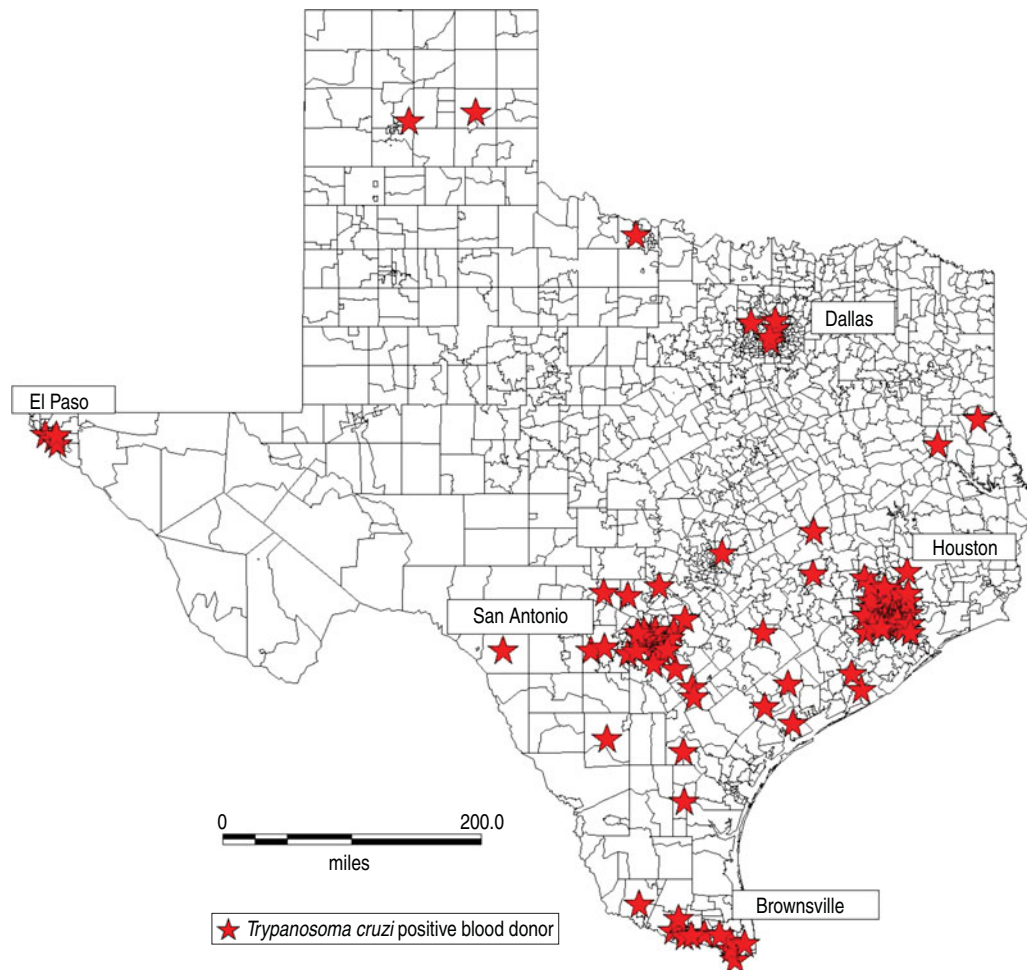 Dallas
El Paso
Houston
San Antonio
0 200.0
miles
Brownsville
Trypanosoma cruzi positive blood donor